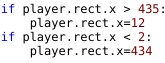 if player.rect.x > 435:
    player.rect.x=12
if player.rect.x < 2:
    player.rect.x=434